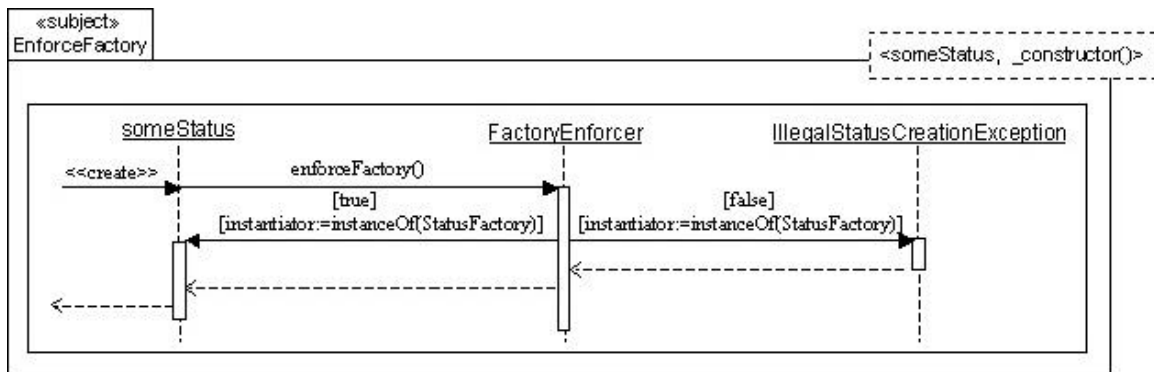 «subject»
EnforceFactory
<someStatus, _constructor()>
someStatus
FactoryEnforcer
IllegalStatusCreationException
<<create>>
enforceFactory()
[true]
[instantiator:=instanceOf(StatusFactory)]
[false]
[instantiator:=instanceOf(StatusFactory)]